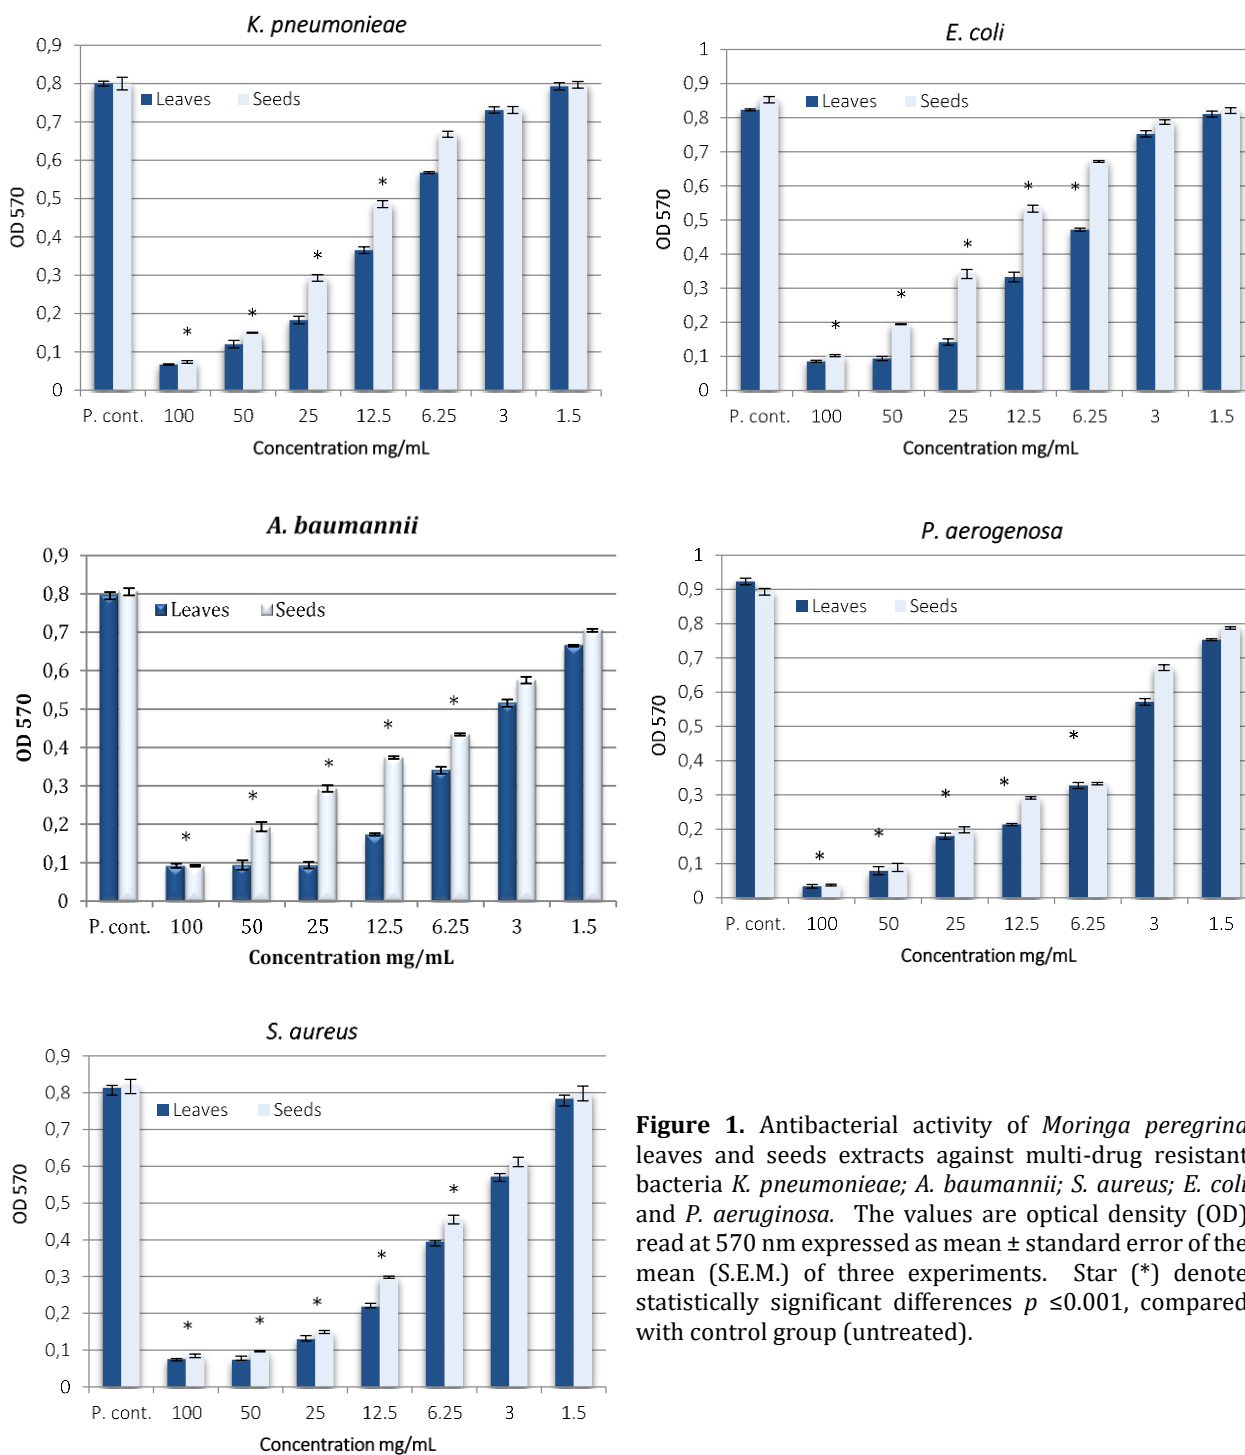 K. pneumonieae
0,9
0,8
0,7
0,6
0,5
0,4
0,3
0,2
0,1
0
OD 570
Leaves Seeds
* * * *
P. cont. 100 50 25 12.5 6.25 3 1.5
Concentration mg/mL
E. coli
1
0,9
0,8
0,7
0,6
0,5
0,4
0,3
0,2
0,1
0
OD 570
Leaves Seeds
* * * * *
P. cont. 100 50 25 12.5 6.25 3 1.5
Concentration mg/mL
A. baumannii
0,9
0,8
0,7
0,6
0,5
0,4
0,3
0,2
0,1
0
OD 570
Leaves Seeds
* * * * *
P. cont. 100 50 25 12.5 6.25 3 1.5
Concentration mg/mL
P. aerogenosa
1
0,9
0,8
0,7
0,6
0,5
0,4
0,3
0,2
0,1
0
OD 570
Leaves Seeds
* * * * *
P. cont. 100 50 25 12.5 6.25 3 1.5
Concentration mg/mL
S. aureus
0,9
0,8
0,7
0,6
0,5
0,4
0,3
0,2
0,1
0
OD 570
Leaves Seeds
* * * * *
P. cont. 100 50 25 12.5 6.25 3 1.5
Concentration mg/mL
Figure 1. Antibacterial activity of Moringa peregrina
leaves and seeds extracts against multi-drug resistant
bacteria K. pneumonieae; A. baumannii; S. aureus; E. coli
and P. aeruginosa. The values are optical density (OD)
read at 570 nm expressed as mean ± standard error of the
mean (S.E.M.) of three experiments. Star (*) denote
statistically significant differences p ≤0.001, compared
with control group (untreated).